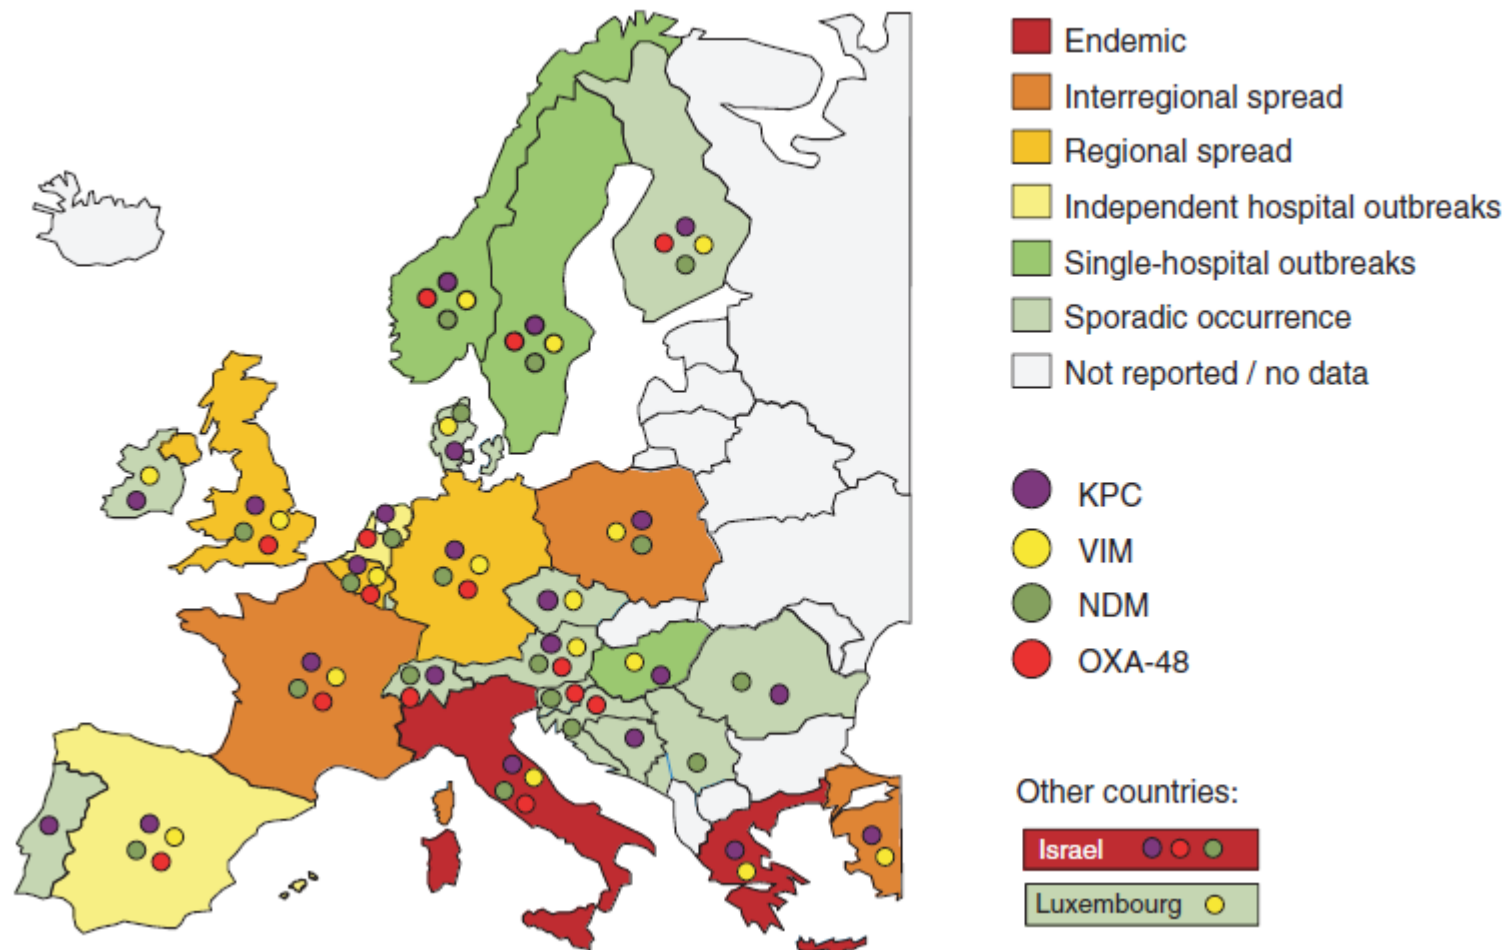 Endemic
Interregional spread
Regional spread
Independent hospital outbreaks
Single-hospital outbreaks
Sporadic occurrence
Not reported / no data
KPC
VIM
NDM
OXA-48
Other countries:
Israel
Luxembourg